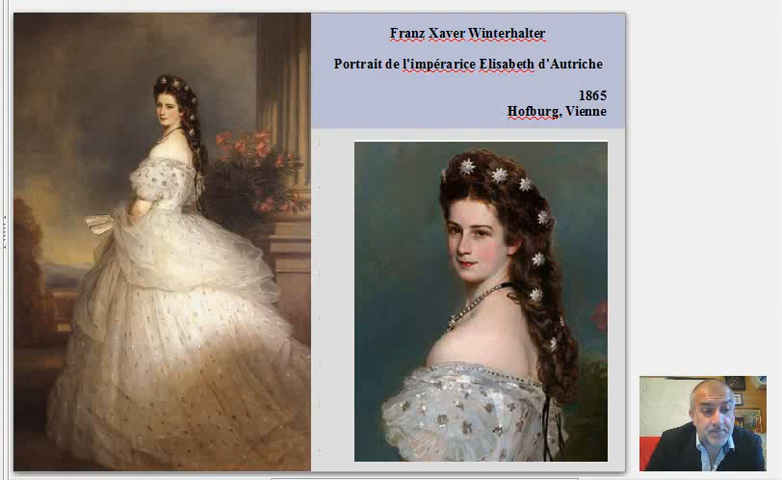 Franz Xaver Winterhalter
Portrait de l'impérarice Elisabeth d'Autriche
1865
Hofburg, Vienne